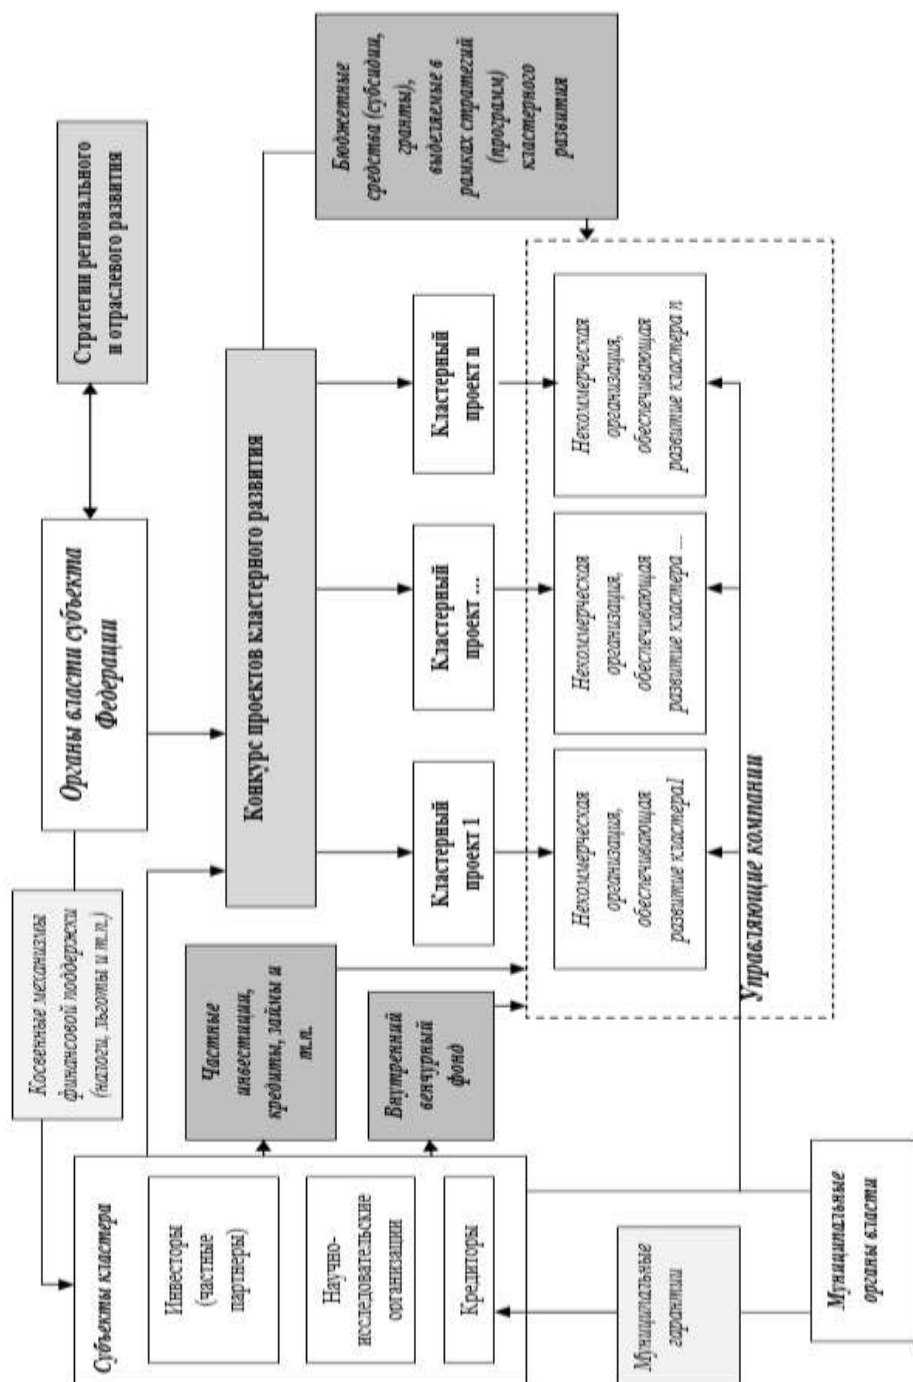 Субъекты кластера
Инвесторы
(частные
партнеры)
Научно-
исследовательские
организации
Кредиторы
Муниципальные
гарантии
Муниципальные
органы власти
Косвенные механизмы
финансовой поддержки
(налоги, льготы и т.п.)
Частные
инвестиции,
кредиты, займы и
т.п.
Внутренний
венчурный
фонд
Органы власти субъекта
Федерации
Стратегии регионального
и отраслевого развития
Конкурс проектов кластерного развития
Кластерный
проект 1
Кластерный
проект ...
Кластерный
проект n
Бюджетные
средства (субсидии,
гранты),
выделяемые в
рамках стратегий
(программ)
кластерного
развития
Некоммерческая
организация,
обеспечивающая
развитие кластера1
Некоммерческая
организация,
обеспечивающая
развитие кластера ...
Некоммерческая
организация,
обеспечивающая
развитие кластера n
Управляющие компании